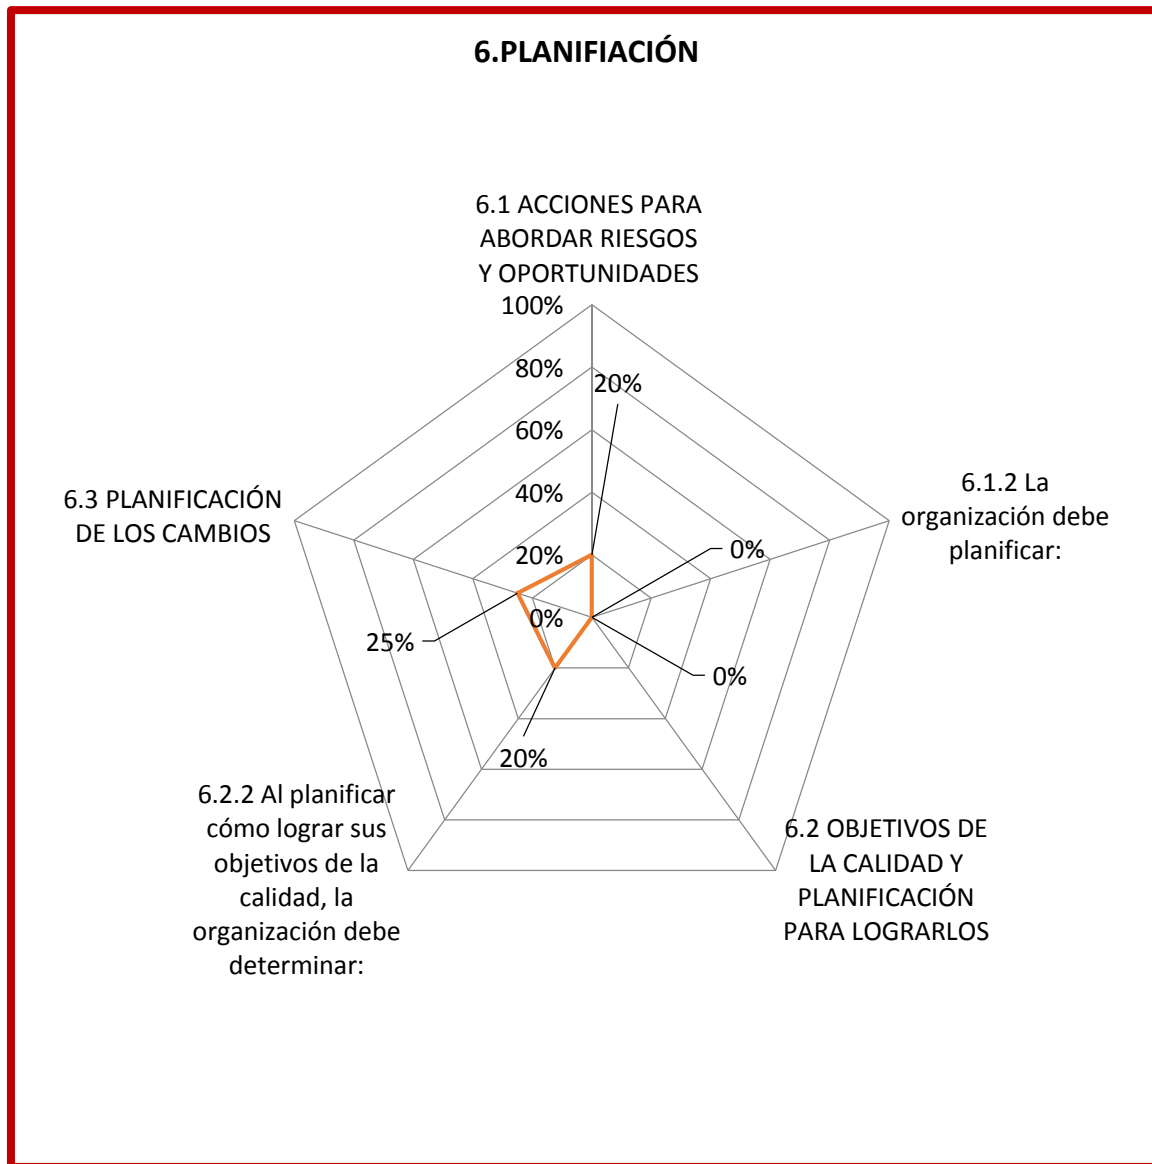 6.PLANIFIACIÓN
6.1 ACCIONES PARA
ABORDAR RIESGOS
Y OPORTUNIDADES
100%
80%
60%
40%
20%
0%
20%
6.1.2 La
organización debe
planificar:
0%
0%
6.2 OBJETIVOS DE
LA CALIDAD Y
PLANIFICACIÓN
PARA LOGRARLOS
20%
6.2.2 Al planificar
cómo lograr sus
objetivos de la
calidad, la
organización debe
determinar:
25%
6.3 PLANIFICACIÓN
DE LOS CAMBIOS